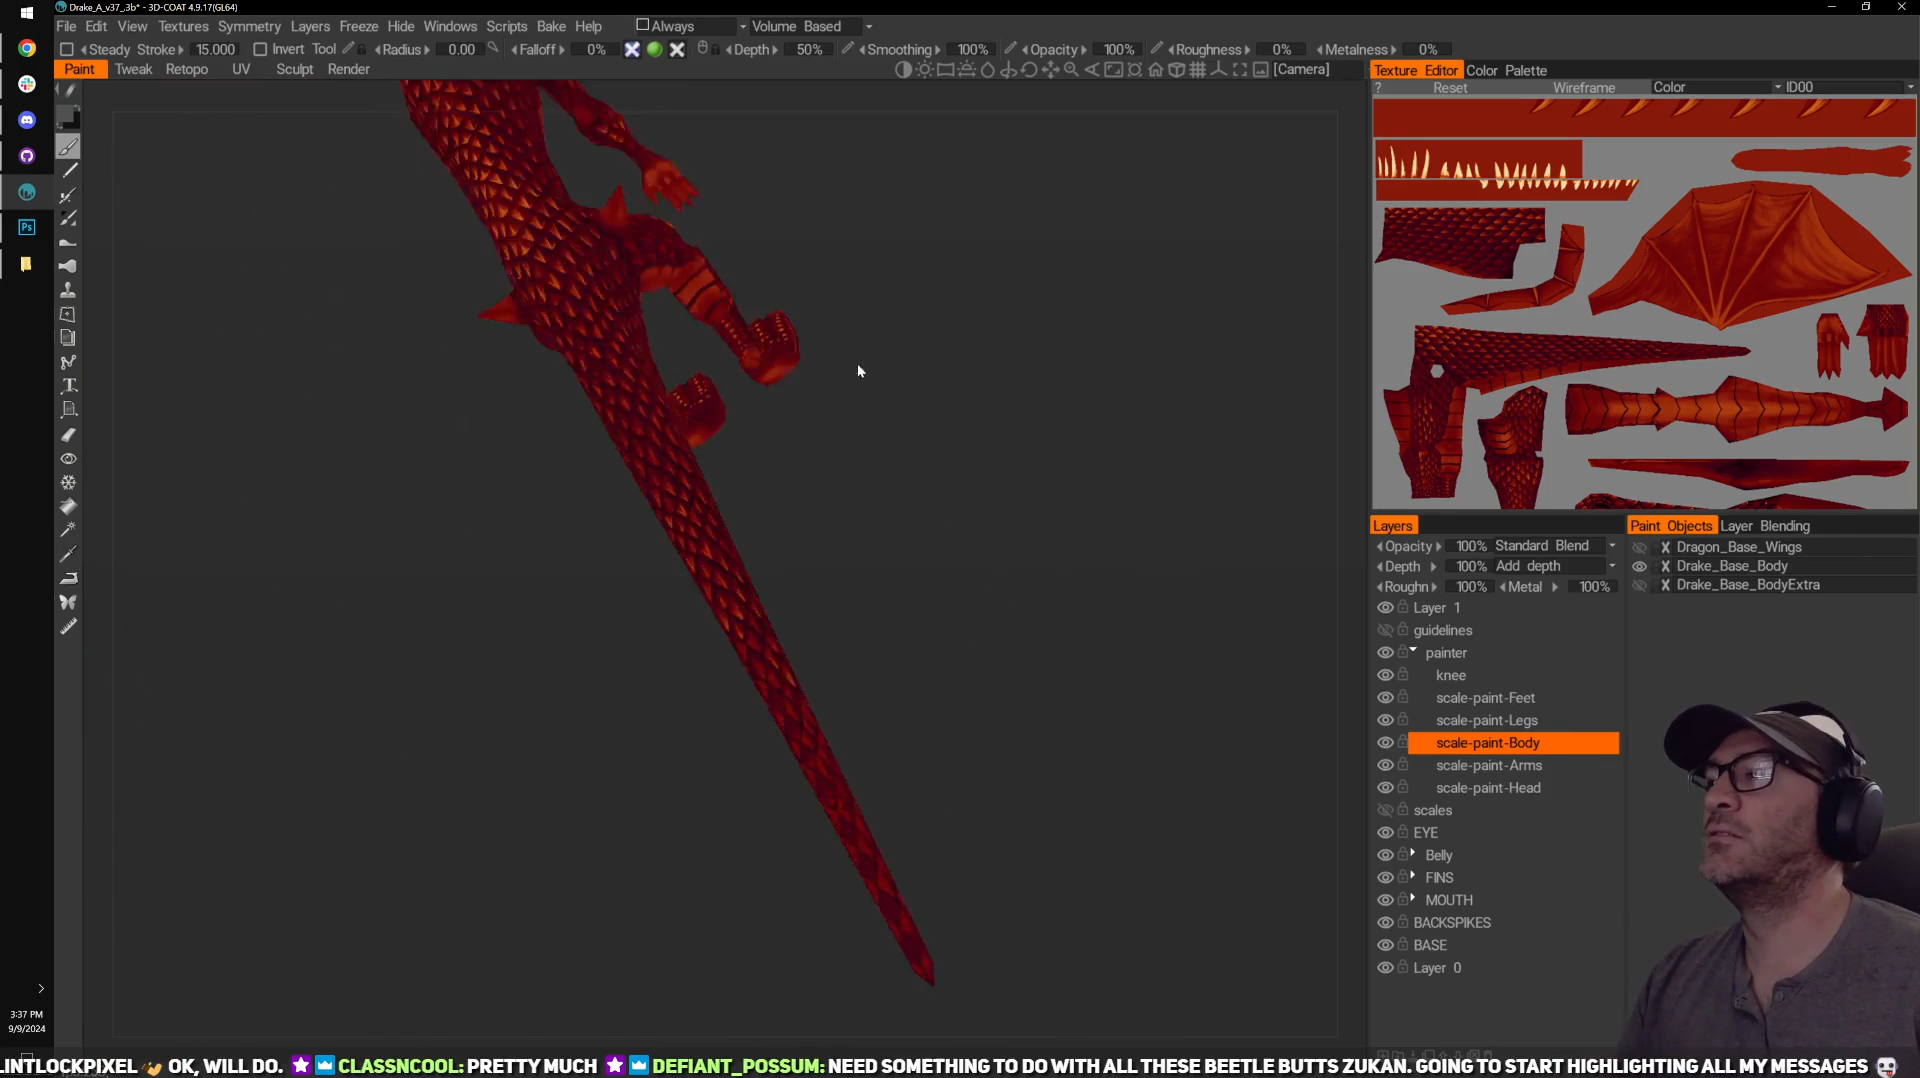 Drake_A_v37_.3b* - 3D-COAT 4.9.17(GL64)
File Edit View Textures Symmetry Layers Freeze Hide Windows Scripts Bake Help Always Volume Based
Steady Stroke 15.000 Invert Tool Radius 0.00 Falloff 0% Depth 50% Smoothing 100% Opacity 100% Roughness 0% Metalness 0%
Paint Tweak Retopo UV Sculpt Render [Camera]
Texture Editor Color Palette
? Reset Wireframe Color ID00
Layers
Opacity 100% Standard Blend
Depth 100% Add depth
Roughn 100% Metal 100%
Layer 1
guidelines
painter
knee
scale-paint-Feet
scale-paint-Legs
scale-paint-Body
scale-paint-Arms
scale-paint-Head
scales
EYE
Belly
FINS
MOUTH
BACKSPIKES
BASE
Layer 0
Paint Objects Layer Blending
Dragon_Base_Wings
Drake_Base_Body
Drake_Base_BodyExtra
Ps
3:37 PM
9/9/2024
LINTLOCKPIXEL OK, WILL DO. CLASSNCOOL: PRETTY MUCH DEFIANT_POSSUM: NEED SOMETHING TO DO WITH ALL THESE BEETLE BUTTS ZUKAN. GOING TO START HIGHLIGHTING ALL MY MESSAGES